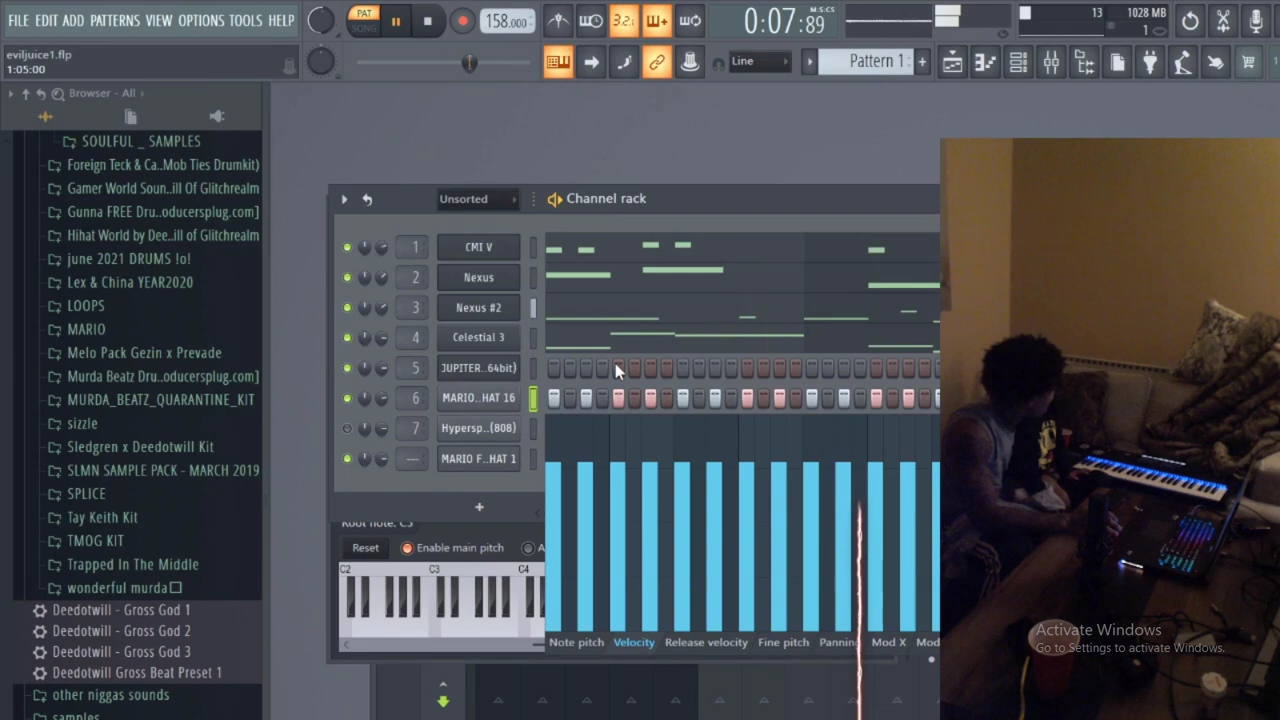 FILE EDIT ADD PATTERNS VIEW OPTIONS TOOLS HELP
PAT
SONG
158.000
3.2.
0:07:89
M:S:CS
13
1028 MB
1
eviljuice1.flp
1:05:00
Line
Pattern 1
Browser - All
SOULFUL _ SAMPLES
Foreign Teck & Ca..Mob Ties Drumkit)
Gamer World Soun..ill Of Glitchrealm
Gunna FREE Dru..oducersplug.com]
Hihat World by Dee..ill of Glitchrealm
june 2021 DRUMS !o!
Lex & China YEAR2020
LOOPS
MARIO
Melo Pack Gezin x Prevade
Murda Beatz Dru..oducersplug.com]
MURDA_BEATZ_QUARANTINE_KIT
sizzle
Sledgren x Deedotwill Kit
SLMN SAMPLE PACK - MARCH 2019
SPLICE
Tay Keith Kit
TMOG KIT
Trapped In The Middle
wonderful murda□
Deedotwill - Gross God 1
Deedotwill - Gross God 2
Deedotwill - Gross God 3
Deedotwill Gross Beat Preset 1
other niggas sounds
samples
Unsorted
Channel rack
1 CMI V
2 Nexus
3 Nexus #2
4 Celestial 3
5 JUPITER..64bit)
6 MARIO..HAT 16
7 Hypersp..(808)
--- MARIO F..HAT 1
+
Root note: C5
Reset
Enable main pitch
A
C2 C3 C4
Note pitch Velocity Release velocity Fine pitch Panning Mod X Mod
Activate Windows
Go to Settings to activate Windows.